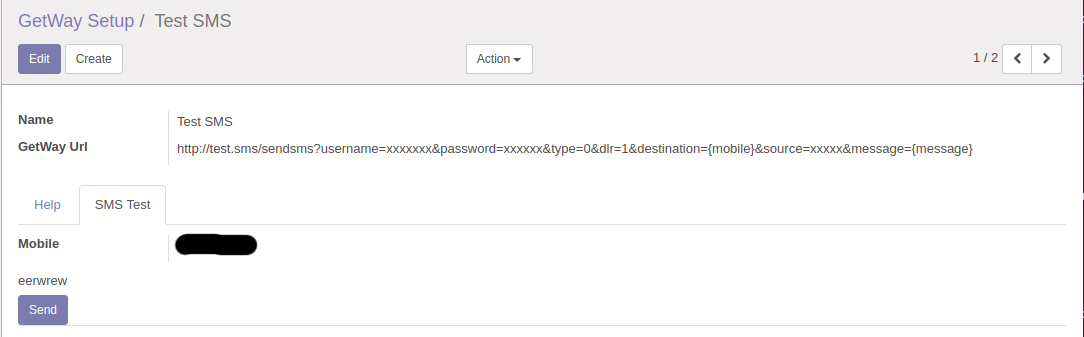 GetWay Setup / Test SMS
Edit Create Action 1 / 2
Name Test SMS
GetWay Url http://test.sms/sendsms?username=xxxxxxx&password=xxxxxx&type=0&dlr=1&destination={mobile}&source=xxxxx&message={message}
Help SMS Test
Mobile
eerwrew
Send